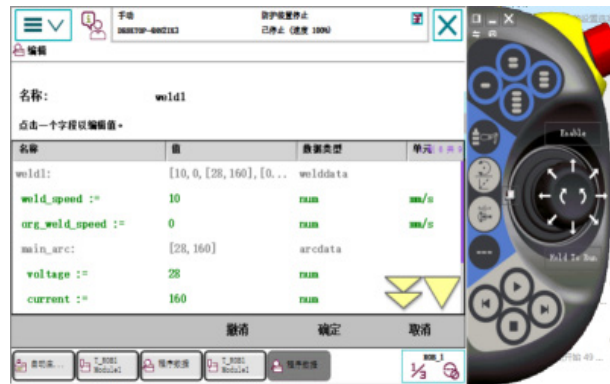 手动
防护装置停止
已停止 (速度 100%)
编辑
名称:
weld1
点击一个字段以编辑值。
名称
值
数据类型
单元
weld1:
[10,0,[28,160],[0...
welddata
weld_speed :=
10
num
mm/s
org_weld_speed :=
0
num
mm/s
main_arc:
[28,160]
arcdata
voltage :=
28
num
current :=
160
num
撤消
确定
取消
T_ROB1
Module1
程序数据
T_ROB1
Module1
程序数据
ROB_1
1/3
Enable
Hold To Run